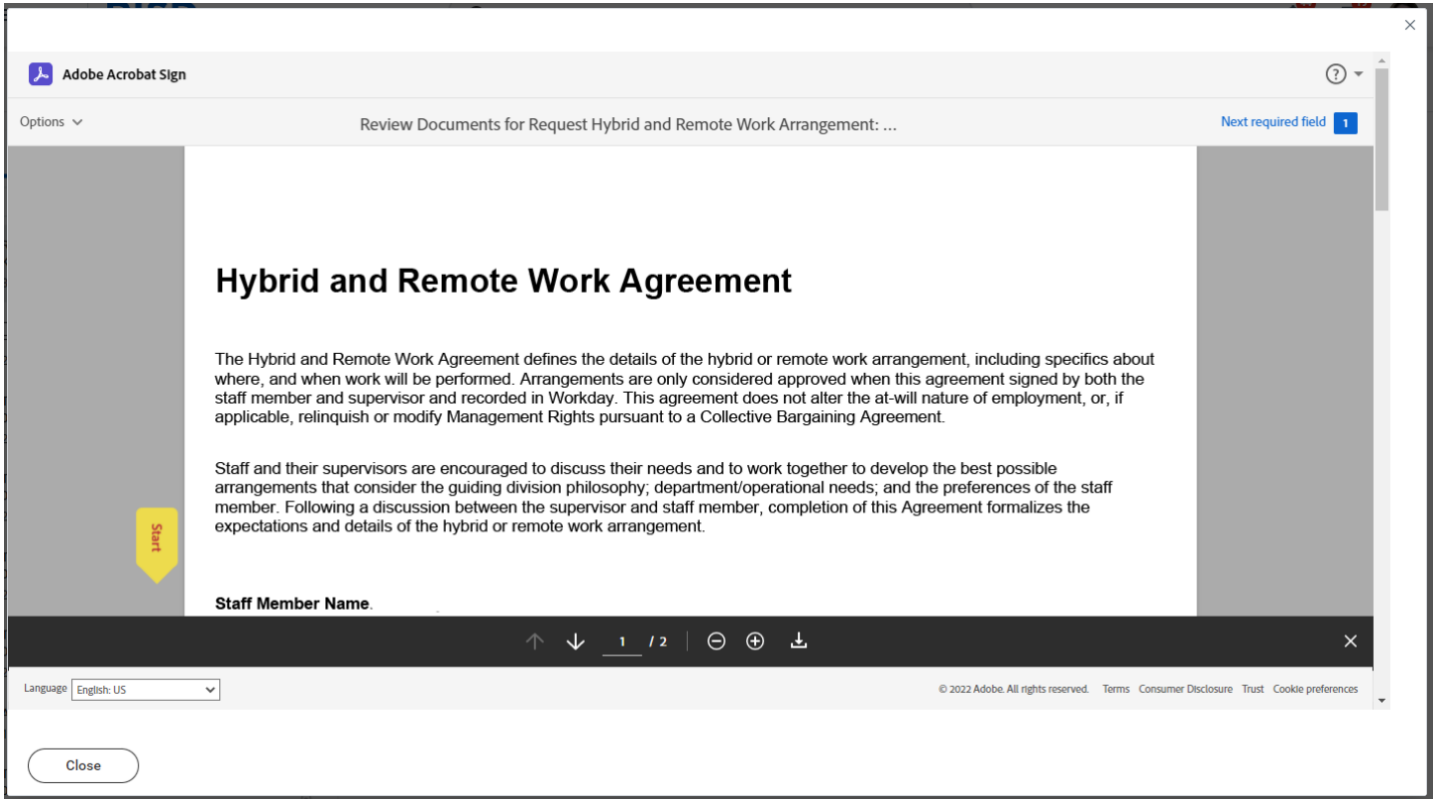 Adobe Acrobat Sign
?
Options
Review Documents for Request Hybrid and Remote Work Arrangement: ...
Next required field 1
Hybrid and Remote Work Agreement
The Hybrid and Remote Work Agreement defines the details of the hybrid or remote work arrangement, including specifics about
where, and when work will be performed. Arrangements are only considered approved when this agreement signed by both the
staff member and supervisor and recorded in Workday. This agreement does not alter the at-will nature of employment, or, if
applicable, relinquish or modify Management Rights pursuant to a Collective Bargaining Agreement.
Staff and their supervisors are encouraged to discuss their needs and to work together to develop the best possible
arrangements that consider the guiding division philosophy; department/operational needs; and the preferences of the staff
member. Following a discussion between the supervisor and staff member, completion of this Agreement formalizes the
expectations and details of the hybrid or remote work arrangement.
Start
Staff Member Name.
1 / 2
Language English: US
© 2022 Adobe. All rights reserved. Terms Consumer Disclosure Trust Cookie preferences
Close